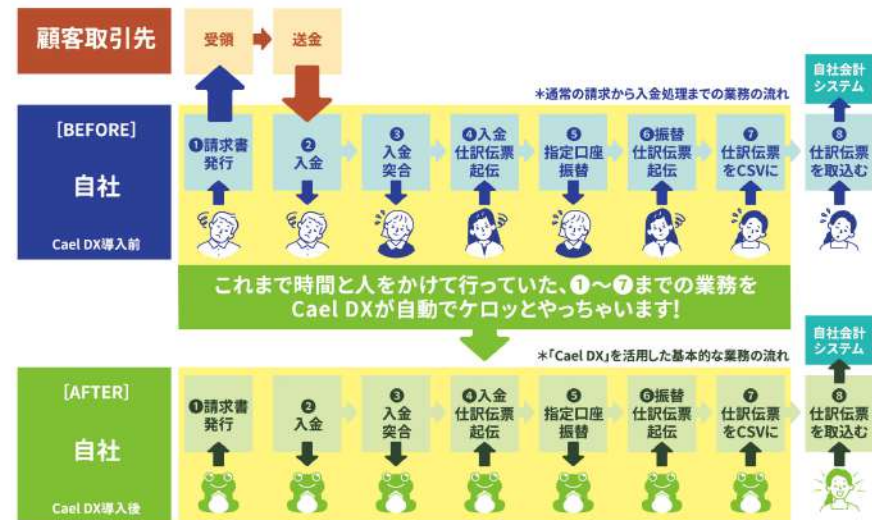 顧客取引先
受領
送金
自社会計
システム
＊通常の請求から入金処理までの業務の流れ
[BEFORE]
自社
Cael DX導入前
❶請求書
発行
❷
入金
❸
入金
突合
❹入金
仕訳伝票
起伝
❺
指定口座
振替
❻振替
仕訳伝票
起伝
❼
仕訳伝票
をCSVに
❽
仕訳伝票
を取込む
これまで時間と人をかけて行っていた、❶〜❼までの業務を
Cael DXが自動でケロッとやっちゃいます!
＊「Cael DX」を活用した基本的な業務の流れ
自社会計
システム
[AFTER]
自社
Cael DX導入後
❶請求書
発行
❷
入金
❸
入金
突合
❹入金
仕訳伝票
起伝
❺
指定口座
振替
❻振替
仕訳伝票
起伝
❼
仕訳伝票
をCSVに
❽
仕訳伝票
を取込む